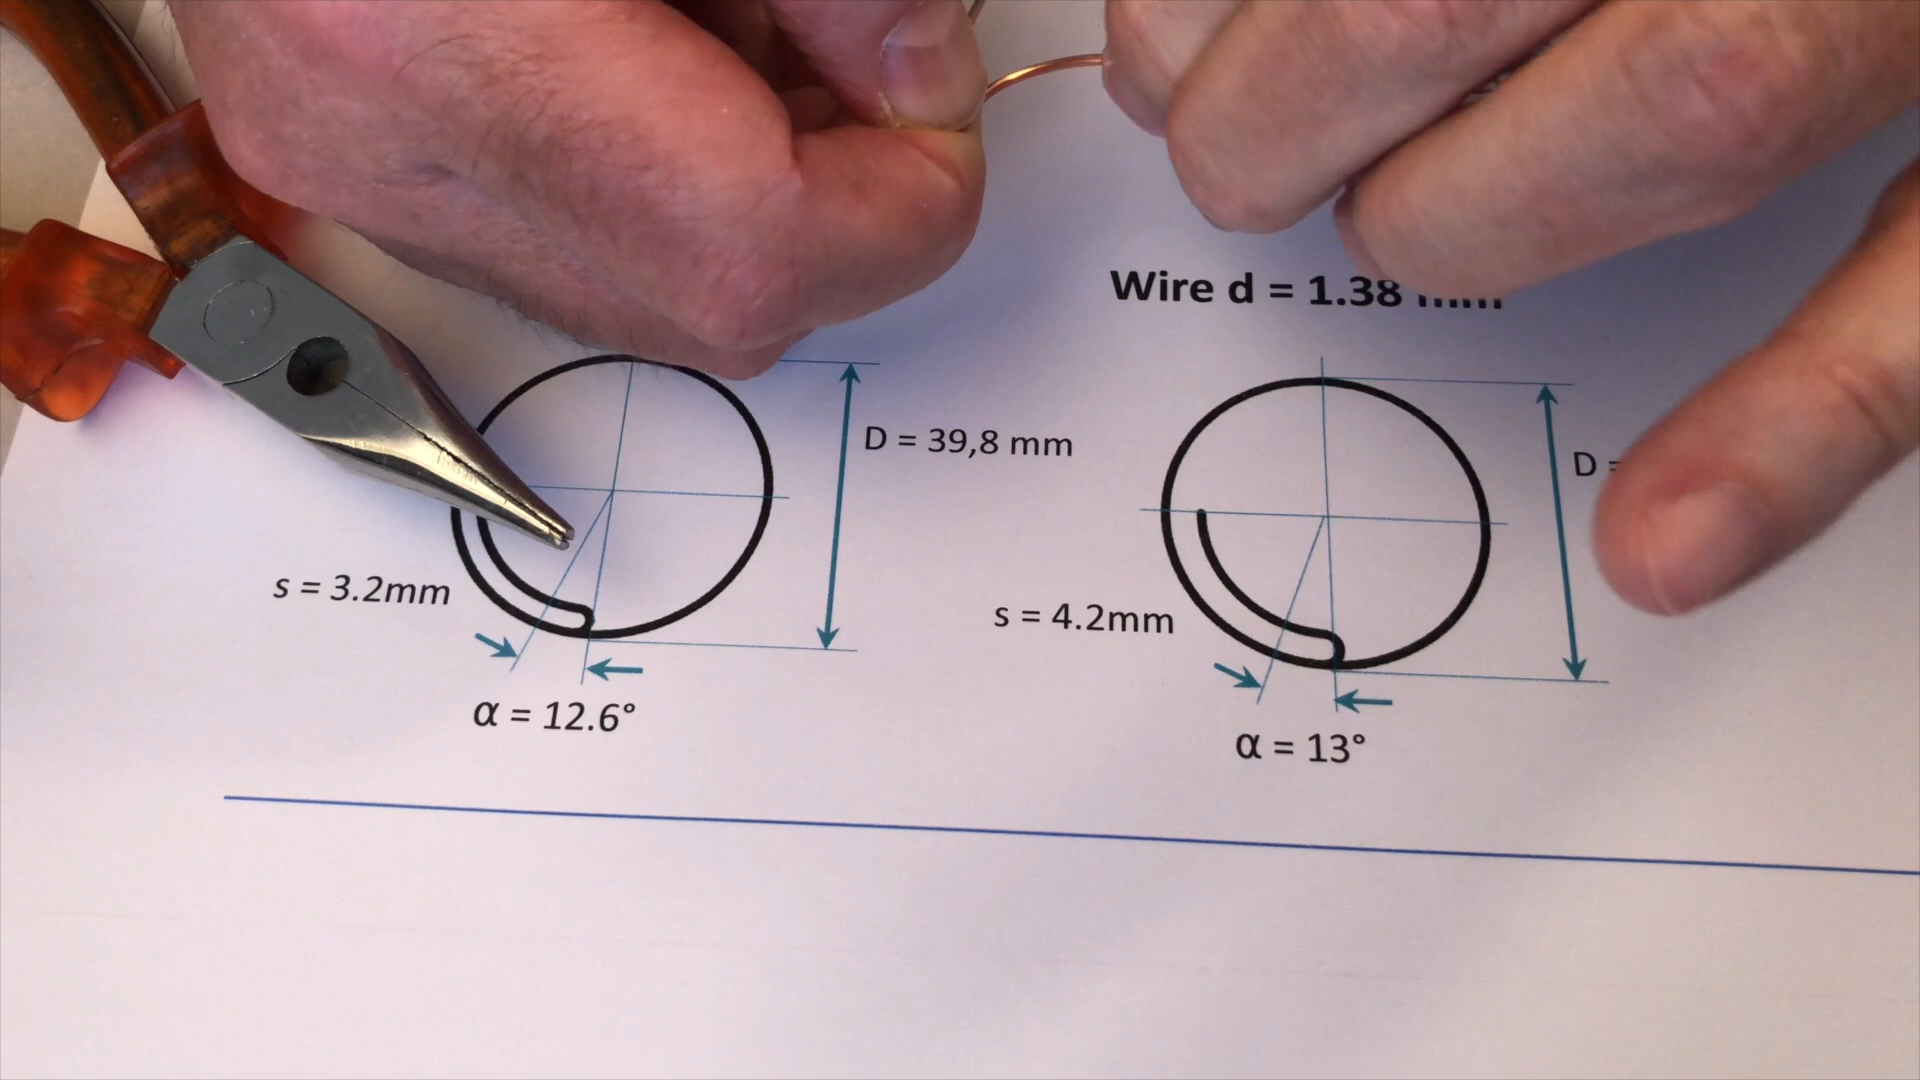 Wire d = 1.38
D = 39,8 mm
D =
s = 3.2mm
s = 4.2mm
α = 12.6°
α = 13°